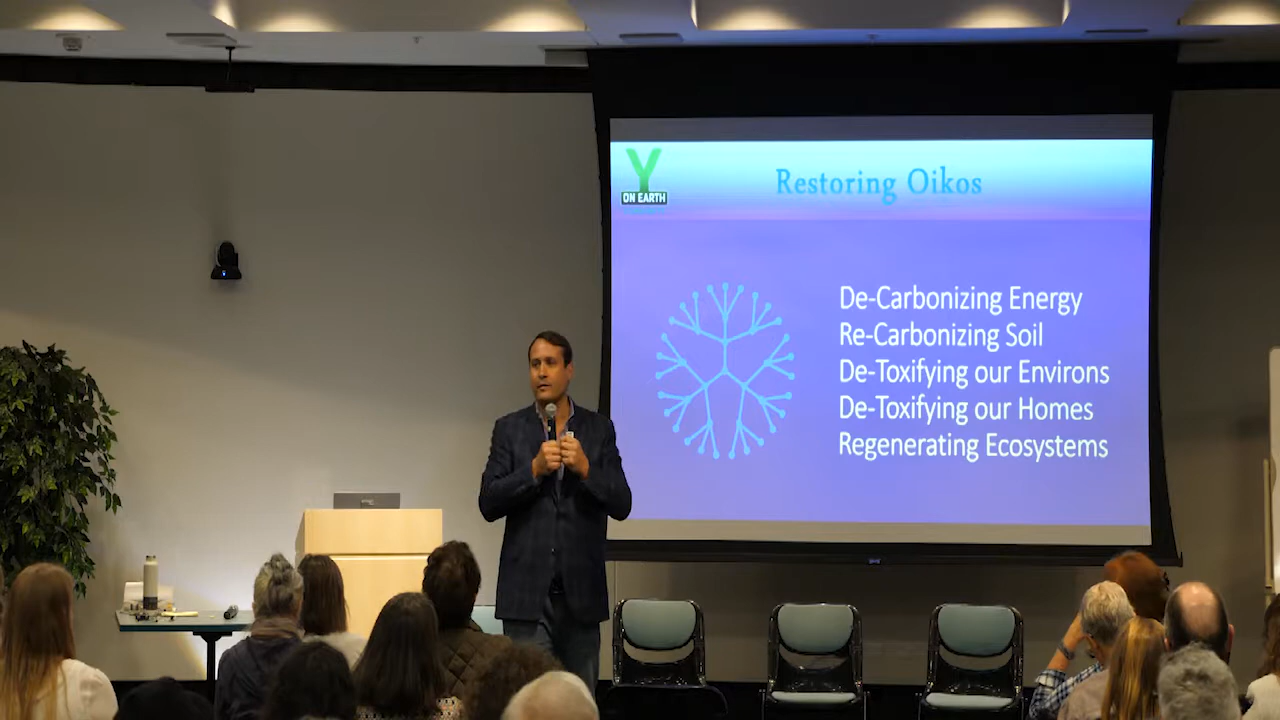 Y
ON EARTH
Restoring Oikos
De-Carbonizing Energy
Re-Carbonizing Soil
De-Toxifying our Environs
De-Toxifying our Homes
Regenerating Ecosystems